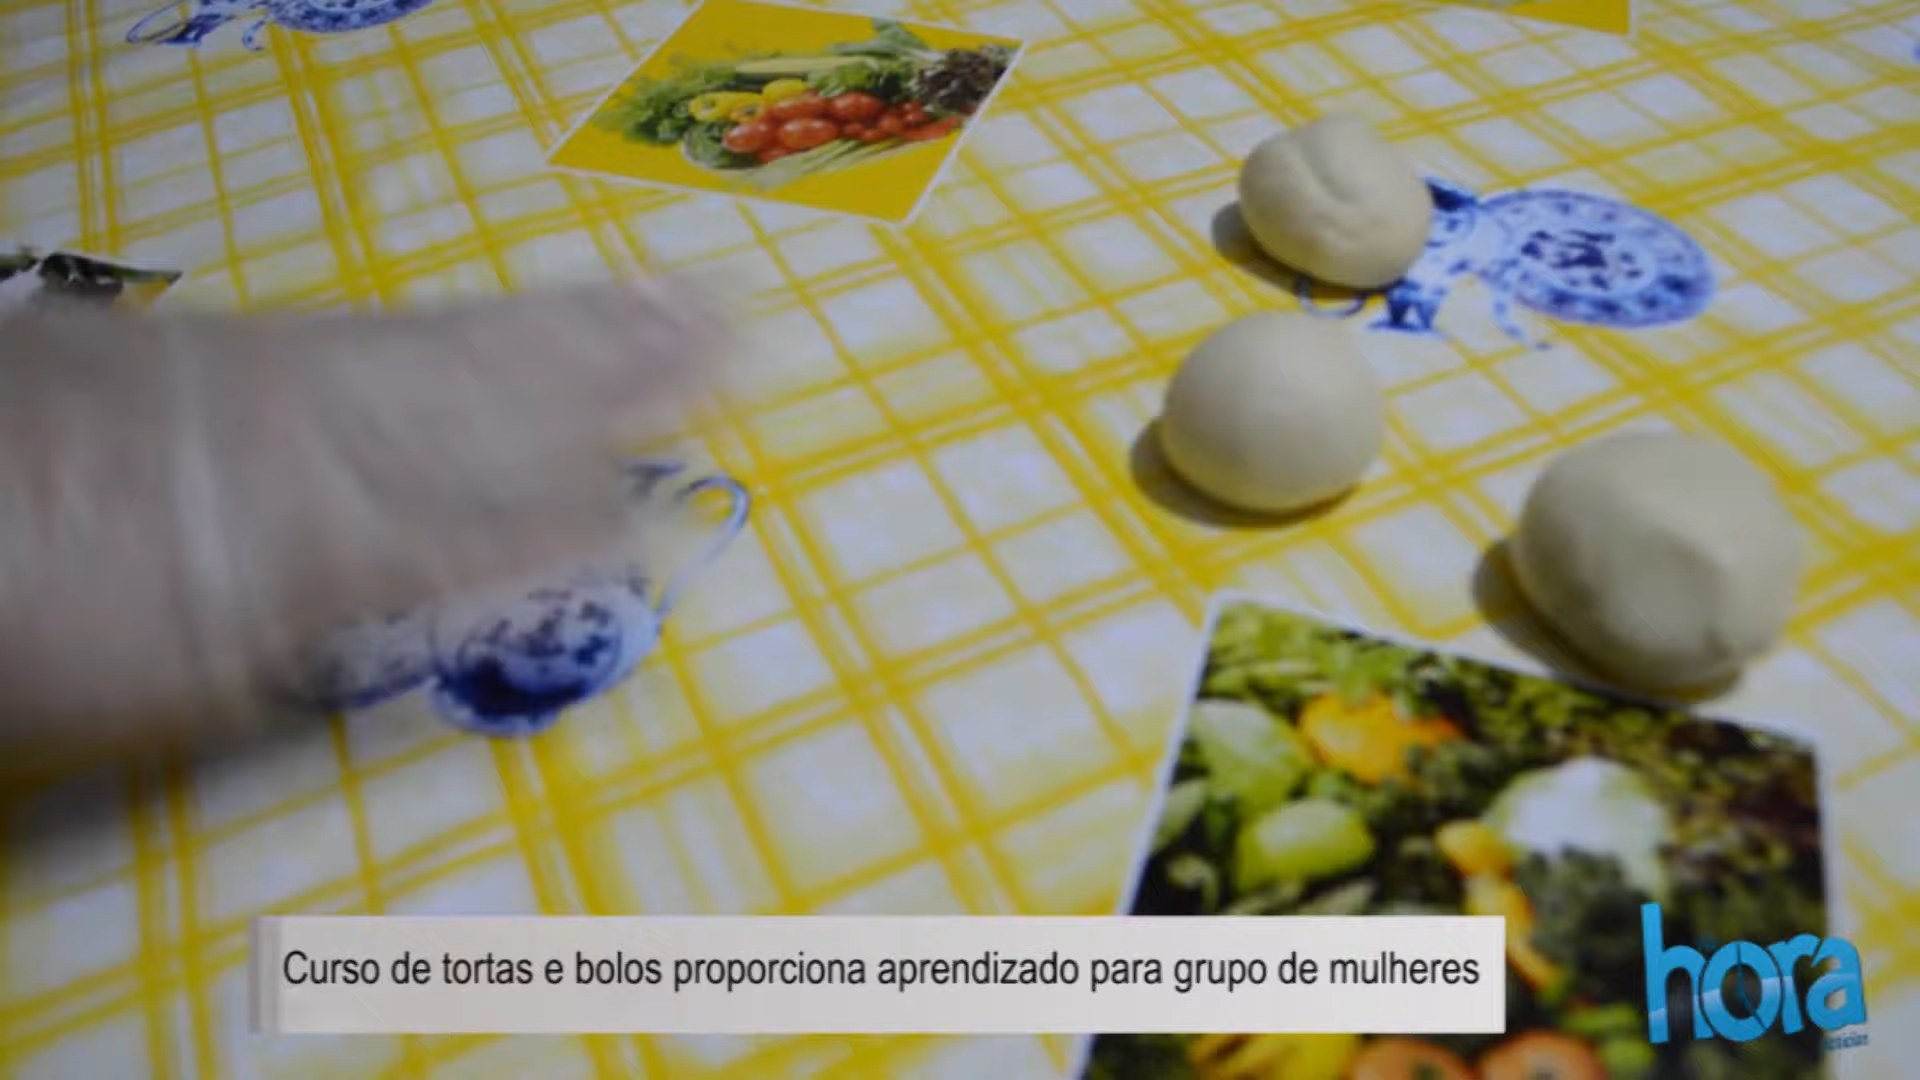 Curso de tortas e bolos proporciona aprendizado para grupo de mulheres
hora